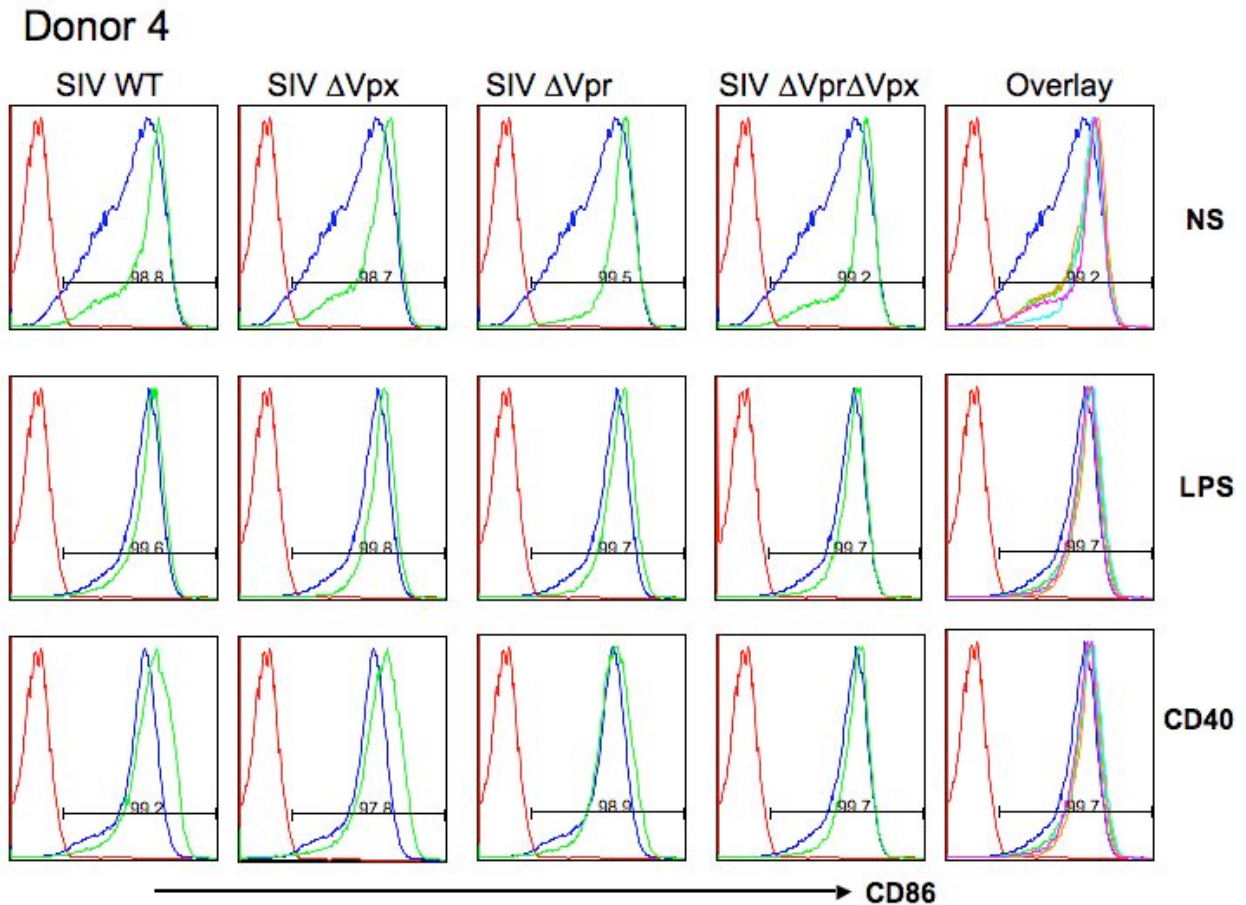 Donor 4
SIV WT SIV ΔVpx SIV ΔVpr SIV ΔVprΔVpx Overlay
98.8 98.7 99.5 99.2 99.2 NS
99.6 99.8 99.7 99.7 99.7 LPS
99.2 97.8 98.9 99.7 99.7 CD40
CD86